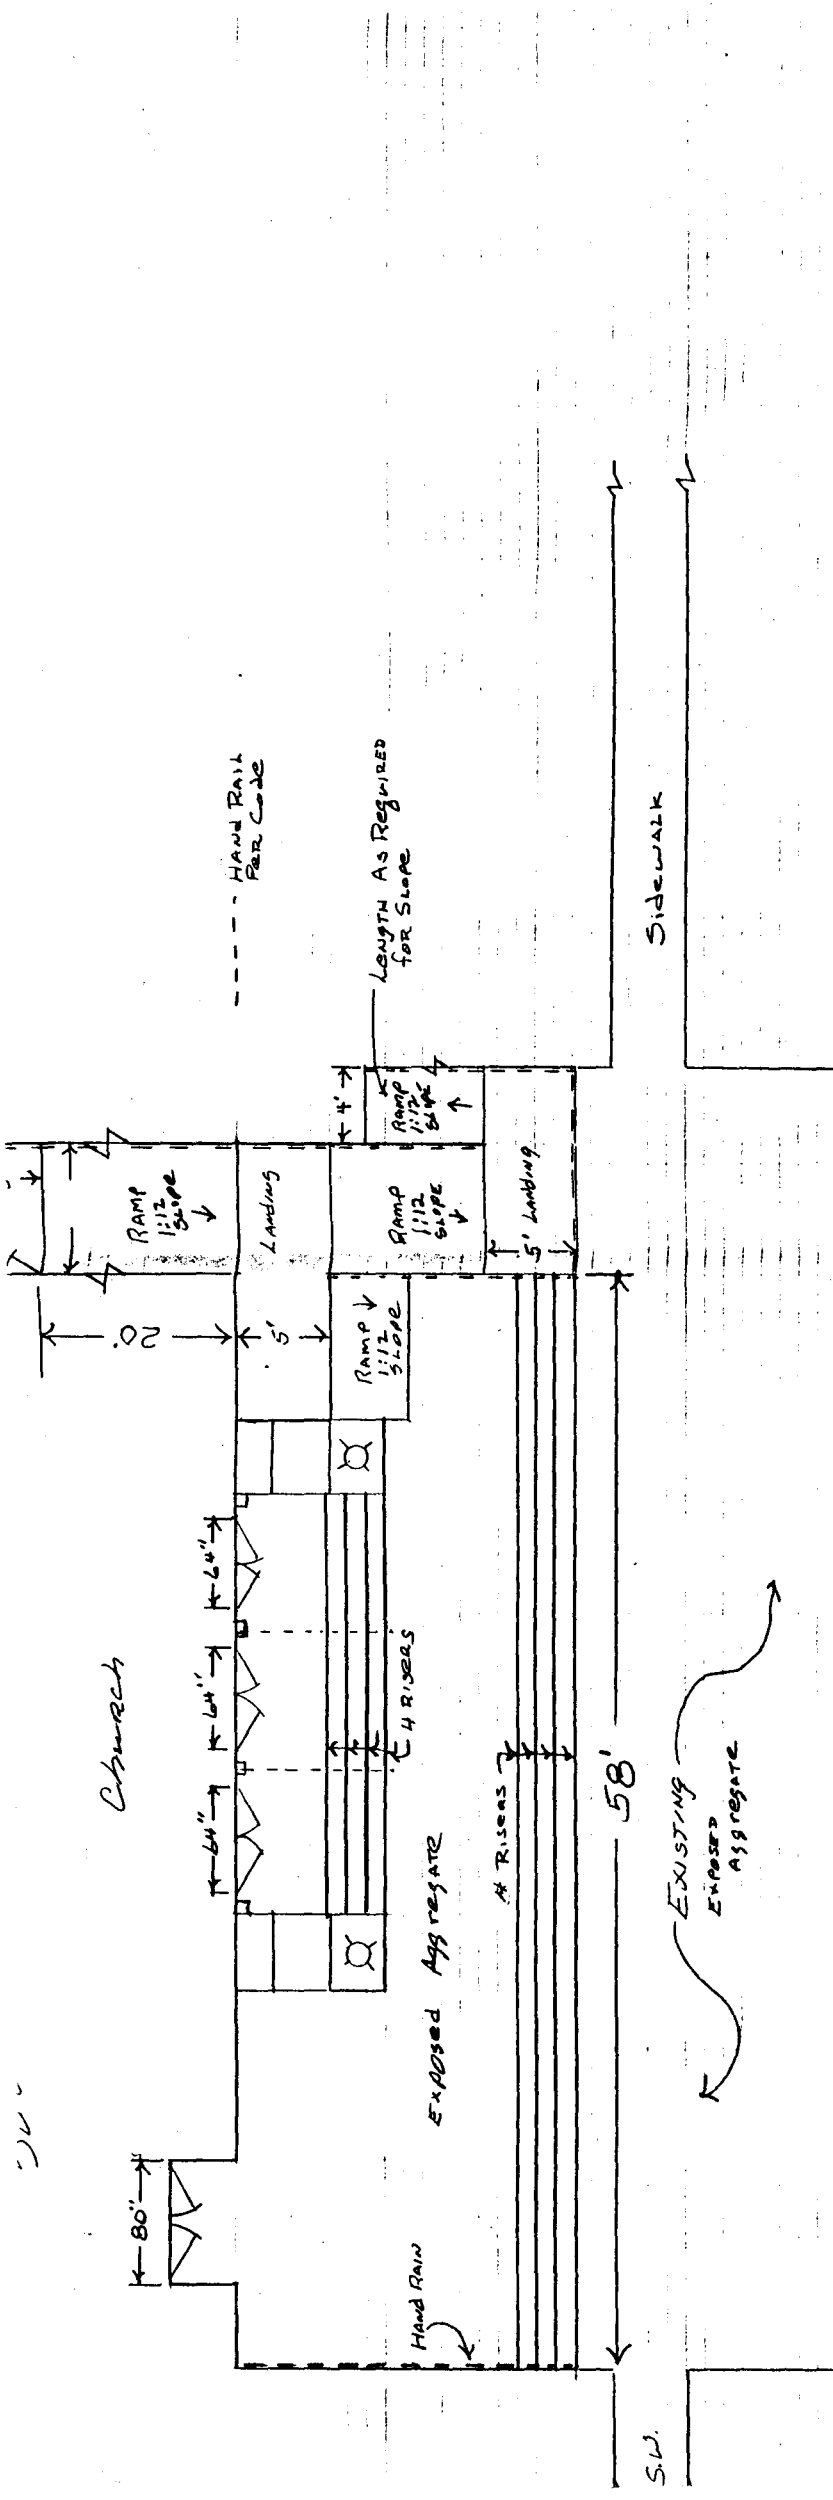 Church
80"
64"
64"
64"
20'
5'
RAMP
1:12
SLOPE
LANDING
RAMP
1:12
SLOPE
RAMP
1:12
SLOPE
4'
RAMP
1:12
SLOPE
5' LANDING
HAND RAIL
PER CODE
LENGTH AS REQUIRED
FOR SLOPE
4 RISERS
EXPOSED AggregATE
4 RISERS
HAND RAIN
58'
EXISTING
EXPOSED
AggregATE
Sidewalk
S.W.